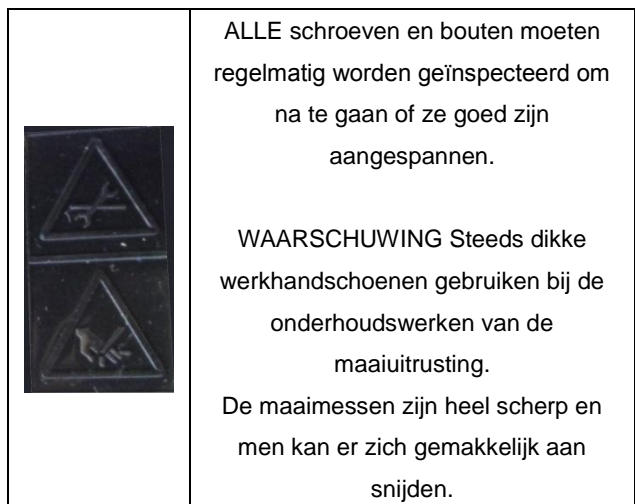 ALLE schroeven en bouten moeten
regelmatig worden geïnspecteerd om
na te gaan of ze goed zijn
aangespannen.
WAARSCHUWING Steeds dikke
werkhandschoenen gebruiken bij de
onderhoudswerken van de
maaiuitrusting.
De maaimessen zijn heel scherp en
men kan er zich gemakkelijk aan
snijden.